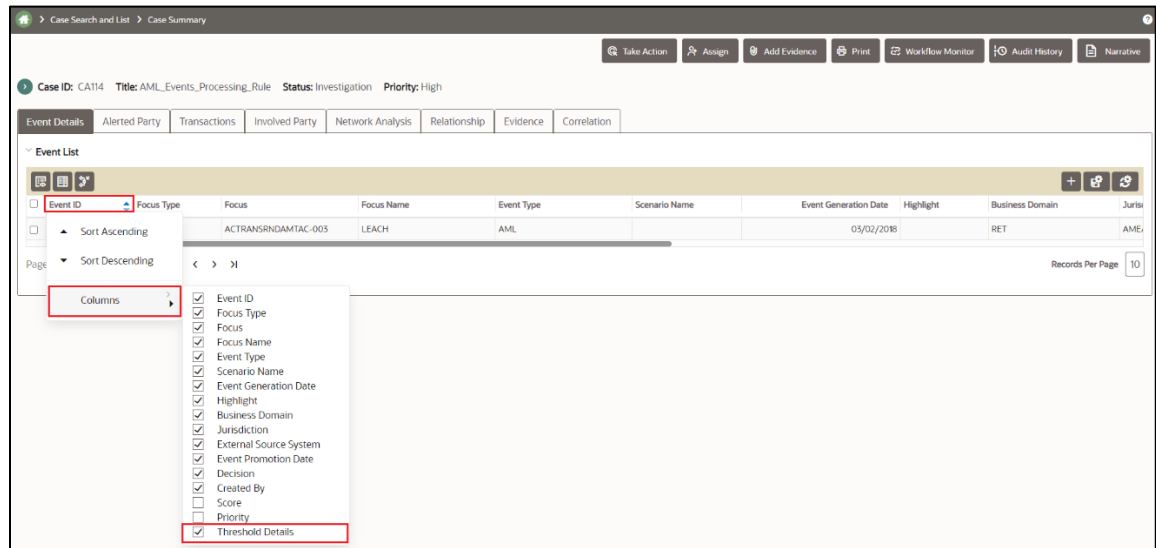 > Case Search and List > Case Summary
Take Action Assign Add Evidence Print Workflow Monitor Audit History Narrative
Case ID: CA114 Title: AML_Events_Processing_Rule Status: Investigation Priority: High
Event Details Alerted Party Transactions Involved Party Network Analysis Relationship Evidence Correlation
Event List
Event ID Focus Type Focus Focus Name Event Type Scenario Name Event Generation Date Highlight Business Domain Juris
ACTRANSRNDAMTAC-003 LEACH AML 03/02/2018 RET AMEA
Sort Ascending
Page
Sort Descending
Records Per Page 10
Columns
Event ID
Focus Type
Focus
Focus Name
Event Type
Scenario Name
Event Generation Date
Highlight
Business Domain
Jurisdiction
External Source System
Event Promotion Date
Decision
Created By
Score
Priority
Threshold Details